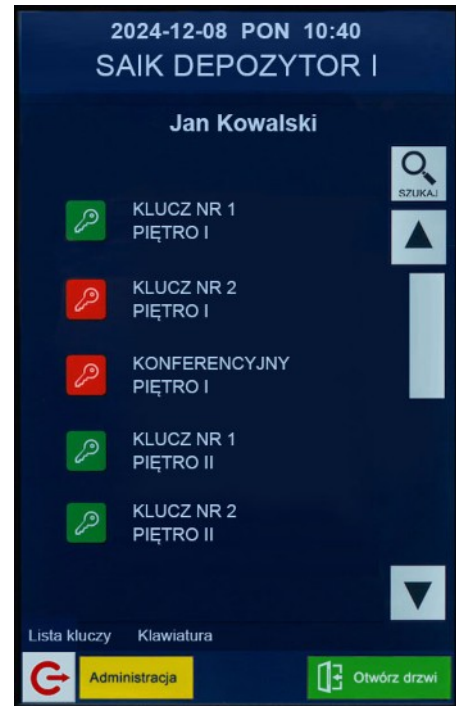 2024-12-08 PON 10:40
SAIK DEPOZYTOR I
Jan Kowalski
SZUKAJ
KLUCZ NR 1
PIĘTRO I
KLUCZ NR 2
PIĘTRO I
KONFERENCYJNY
PIĘTRO I
KLUCZ NR 1
PIĘTRO II
KLUCZ NR 2
PIĘTRO II
Lista kluczy Klawiatura
Administracja Otwórz drzwi